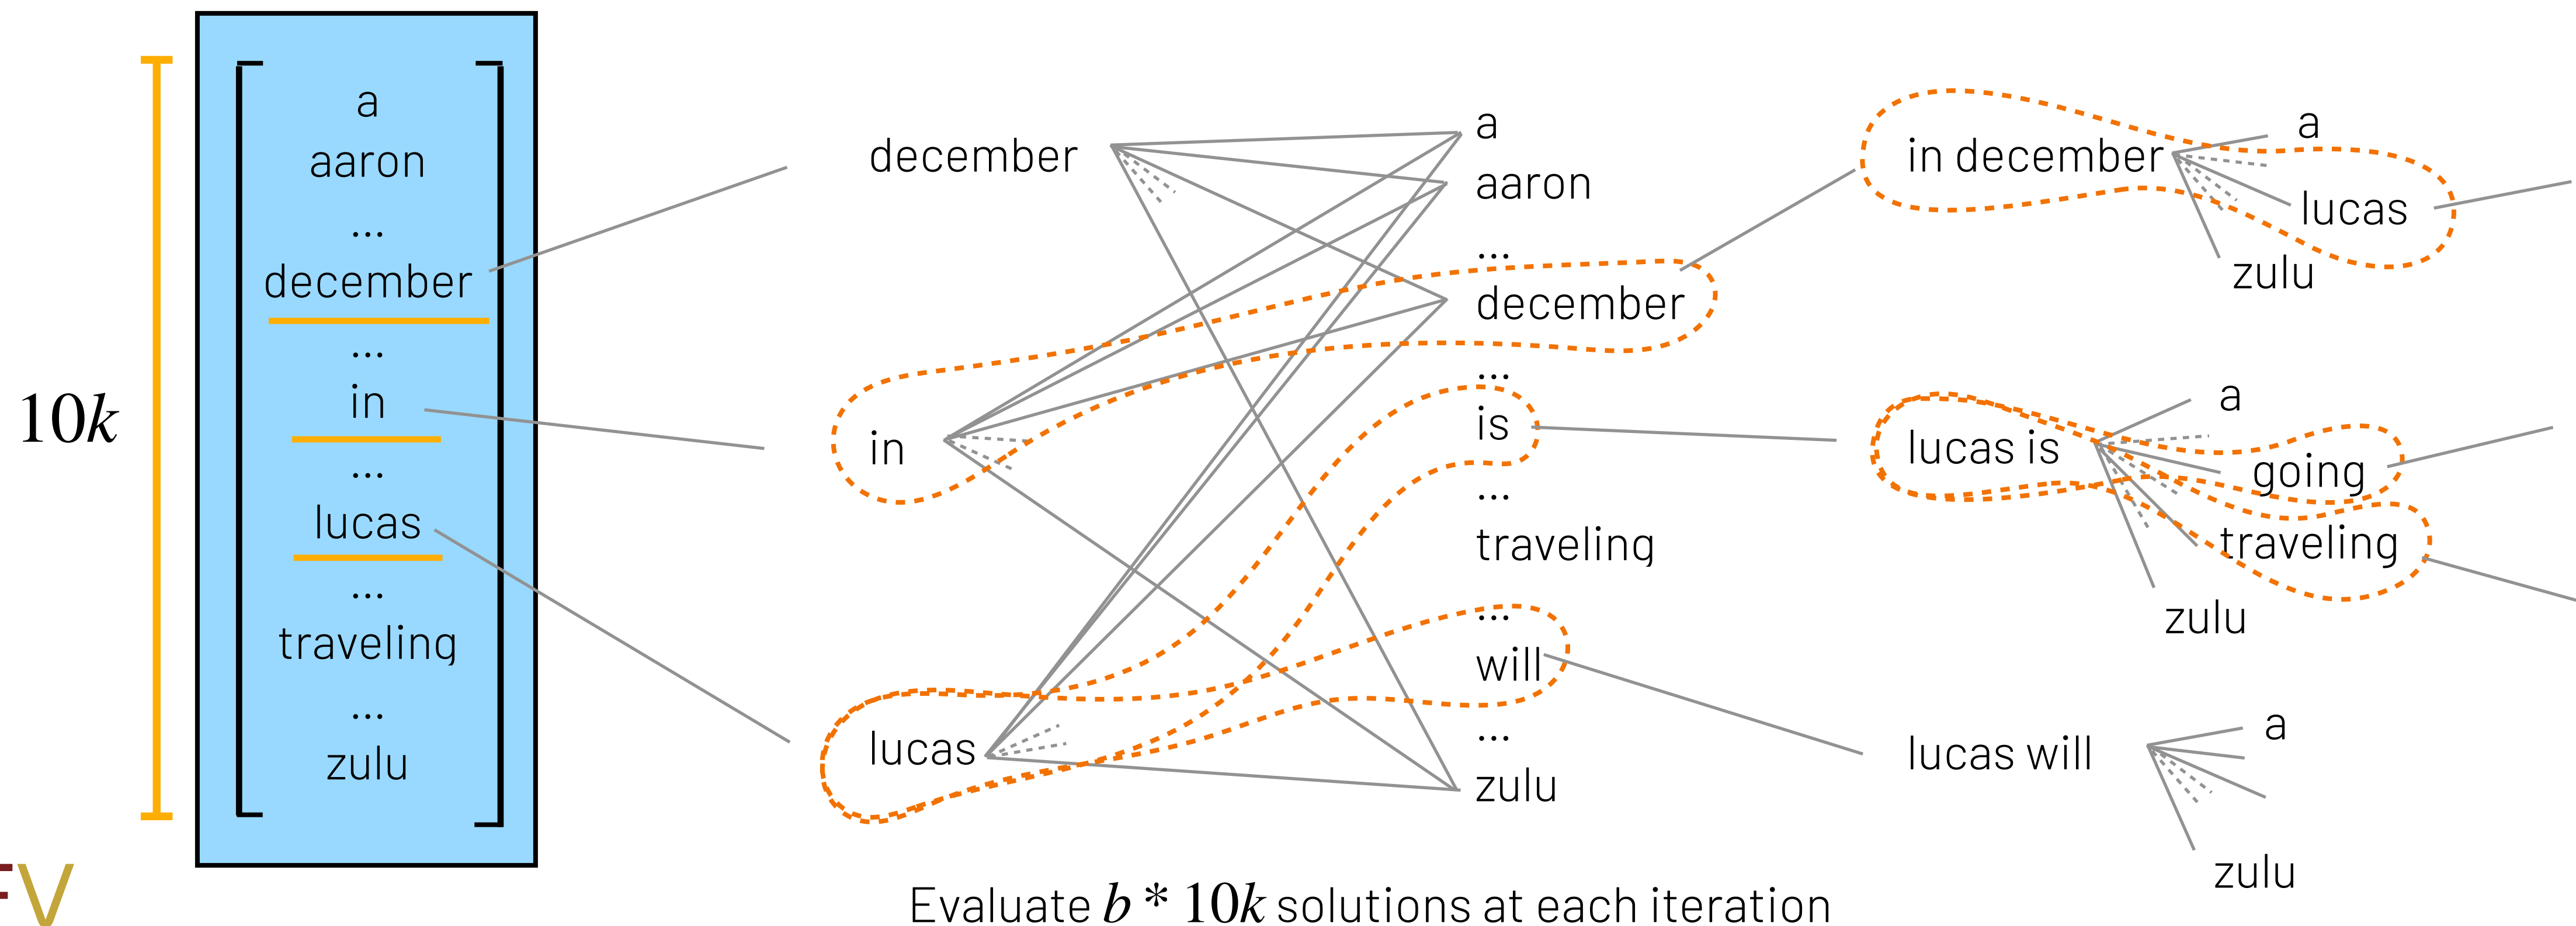 10k
a
aaron
...
december
...
in
...
lucas
...
traveling
...
zulu
december
in
lucas
a
aaron
...
december
...
is
...
traveling
...
will
...
zulu
in december
a
lucas
zulu
lucas is
a
going
traveling
zulu
lucas will
a
zulu
Evaluate b * 10k solutions at each iteration
FV